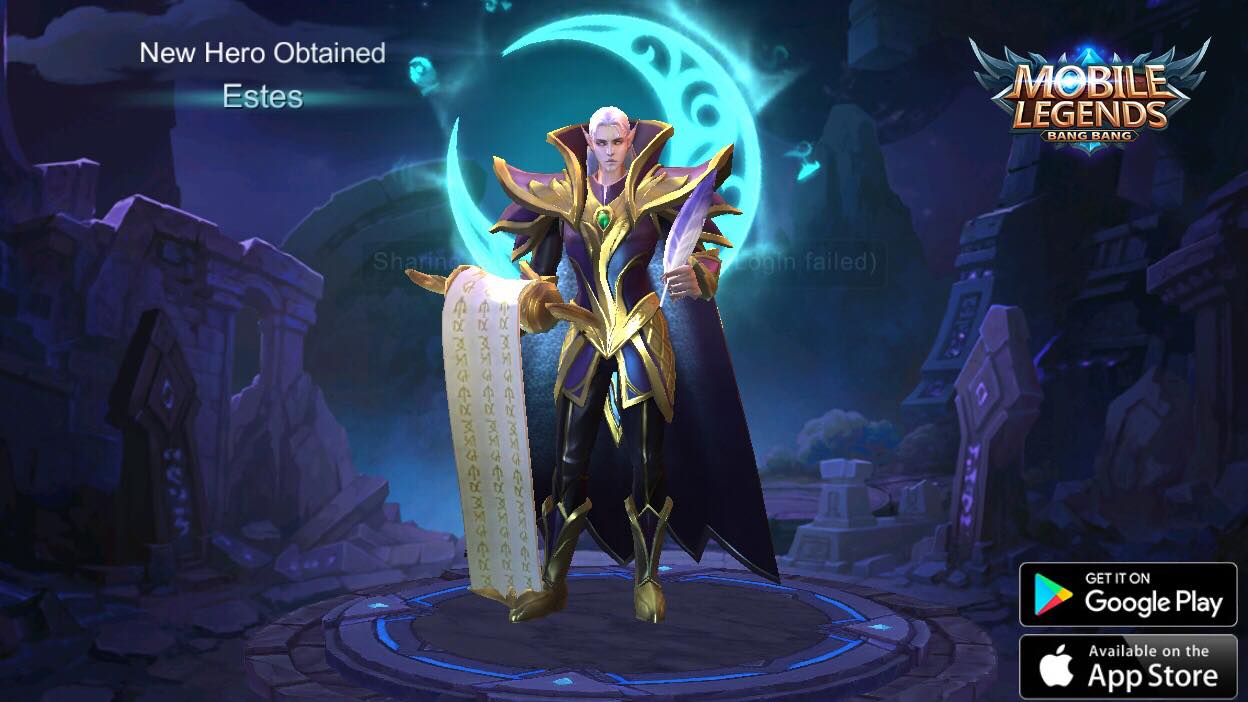 New Hero Obtained
Estes
MOBILE
LEGENDS
BANG BANG
Sharing
Login failed)
GET IT ON
Google Play
Available on the
App Store